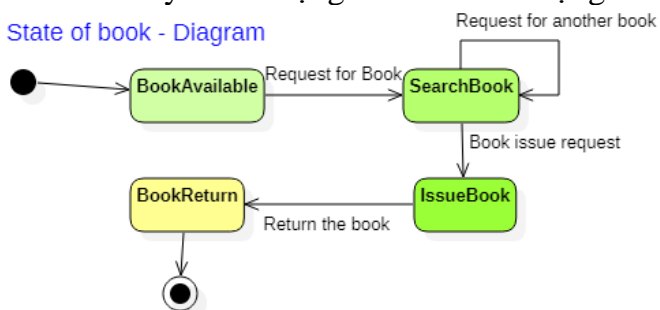 State of book - Diagram
Request for another book
BookAvailable
Request for Book
SearchBook
Book issue request
BookReturn
IssueBook
Return the book